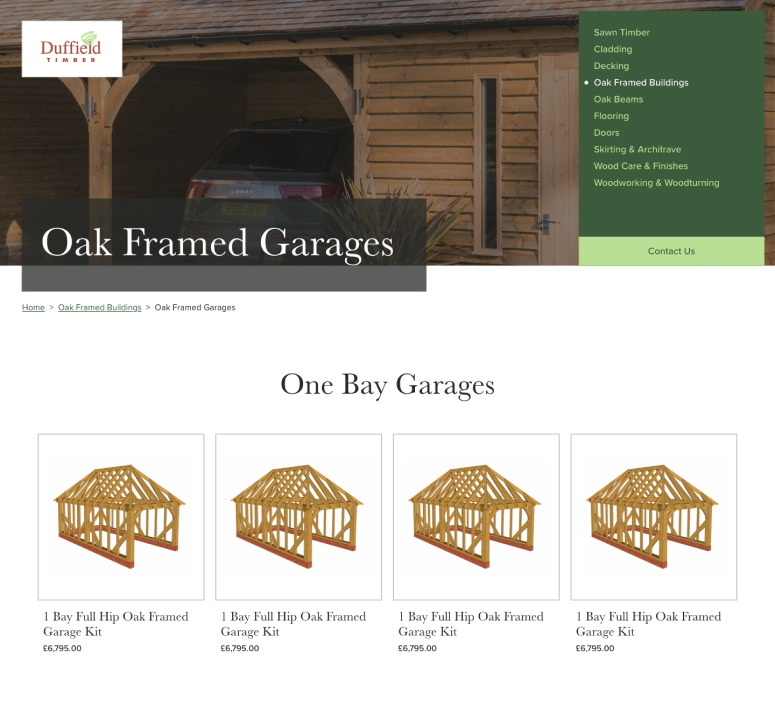 Duffield
TIMBER
Sawn Timber
Cladding
Decking
Oak Framed Buildings
Oak Beams
Flooring
Doors
Skirting & Architrave
Wood Care & Finishes
Woodworking & Woodturning
Contact Us
Oak Framed Garages
Home > Oak Framed Buildings > Oak Framed Garages
One Bay Garages
1 Bay Full Hip Oak Framed
Garage Kit
£6,795.00
1 Bay Full Hip Oak Framed
Garage Kit
£6,795.00
1 Bay Full Hip Oak Framed
Garage Kit
£6,795.00
1 Bay Full Hip Oak Framed
Garage Kit
£6,795.00